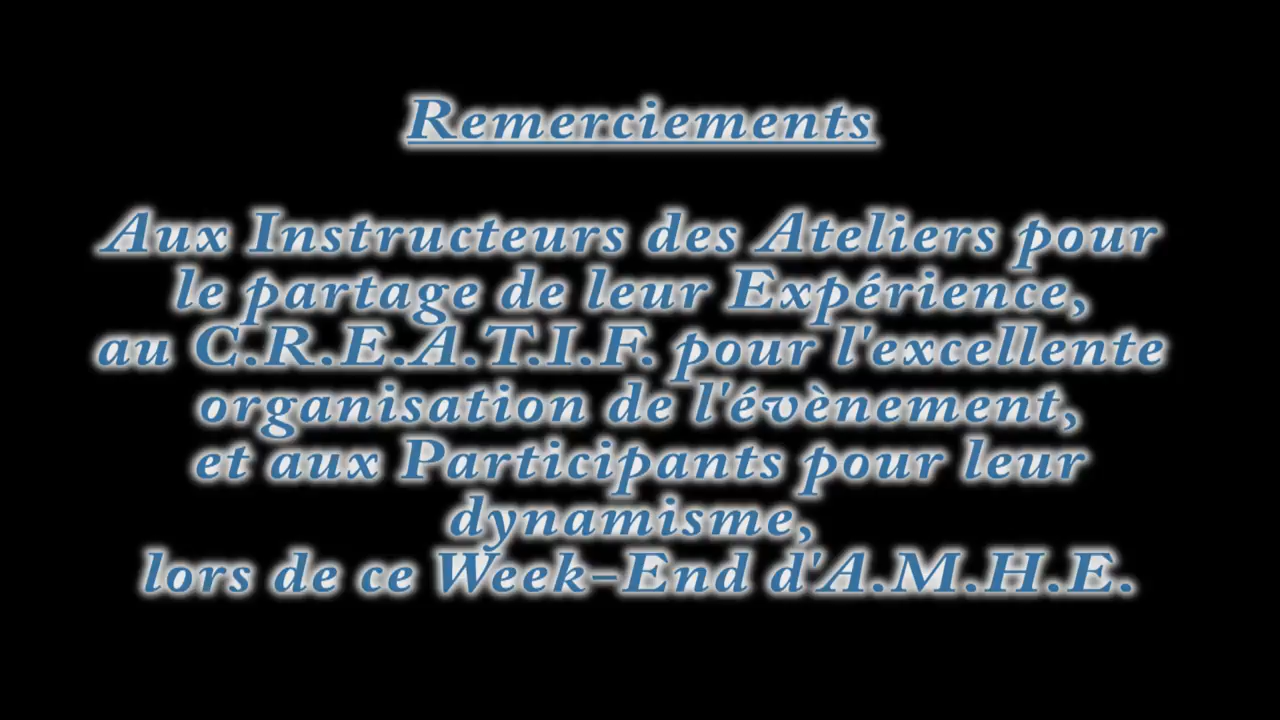 Remerciements
Aux Instructeurs des Ateliers pour
le partage de leur Expérience,
au C.R.E.A.T.I.F. pour l'excellente
organisation de l'évènement,
et aux Participants pour leur
dynamisme,
lors de ce Week-End d'A.M.H.E.